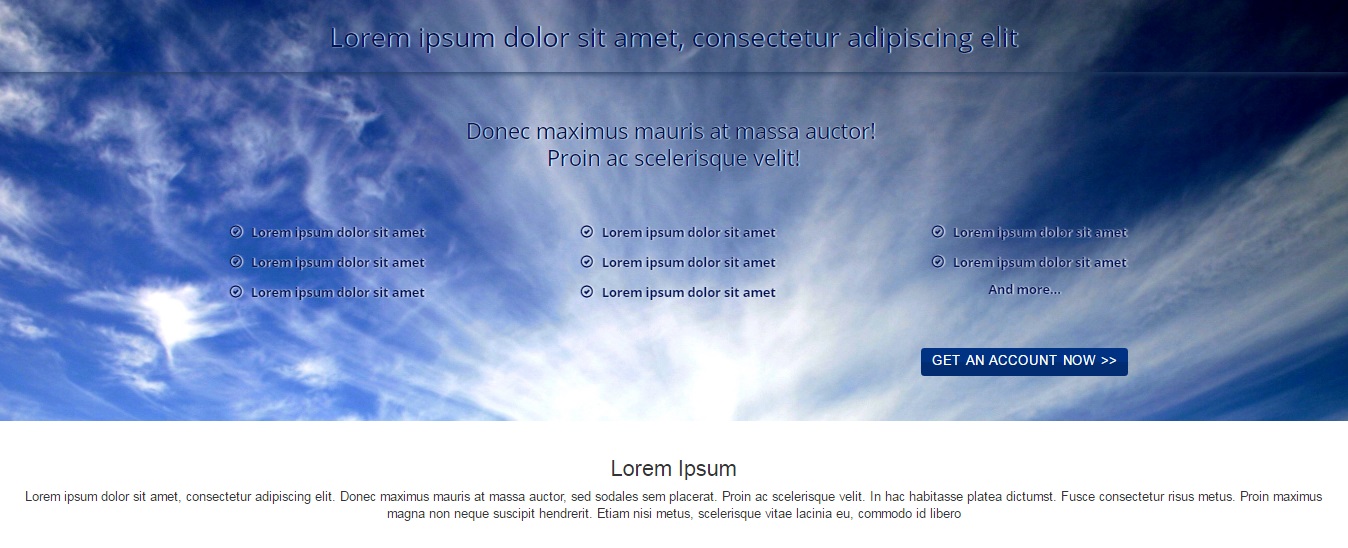 Lorem ipsum dolor sit amet, consectetur adipiscing elit
Donec maximus mauris at massa auctor!
Proin ac scelerisque velit!
Lorem ipsum dolor sit amet
Lorem ipsum dolor sit amet
Lorem ipsum dolor sit amet
Lorem ipsum dolor sit amet
Lorem ipsum dolor sit amet
Lorem ipsum dolor sit amet
Lorem ipsum dolor sit amet
Lorem ipsum dolor sit amet
And more...
GET AN ACCOUNT NOW >>
Lorem Ipsum
Lorem ipsum dolor sit amet, consectetur adipiscing elit. Donec maximus mauris at massa auctor, sed sodales sem placerat. Proin ac scelerisque velit. In hac habitasse platea dictumst. Fusce consectetur risus metus. Proin maximus
magna non neque suscipit hendrerit. Etiam nisi metus, scelerisque vitae lacinia eu, commodo id libero